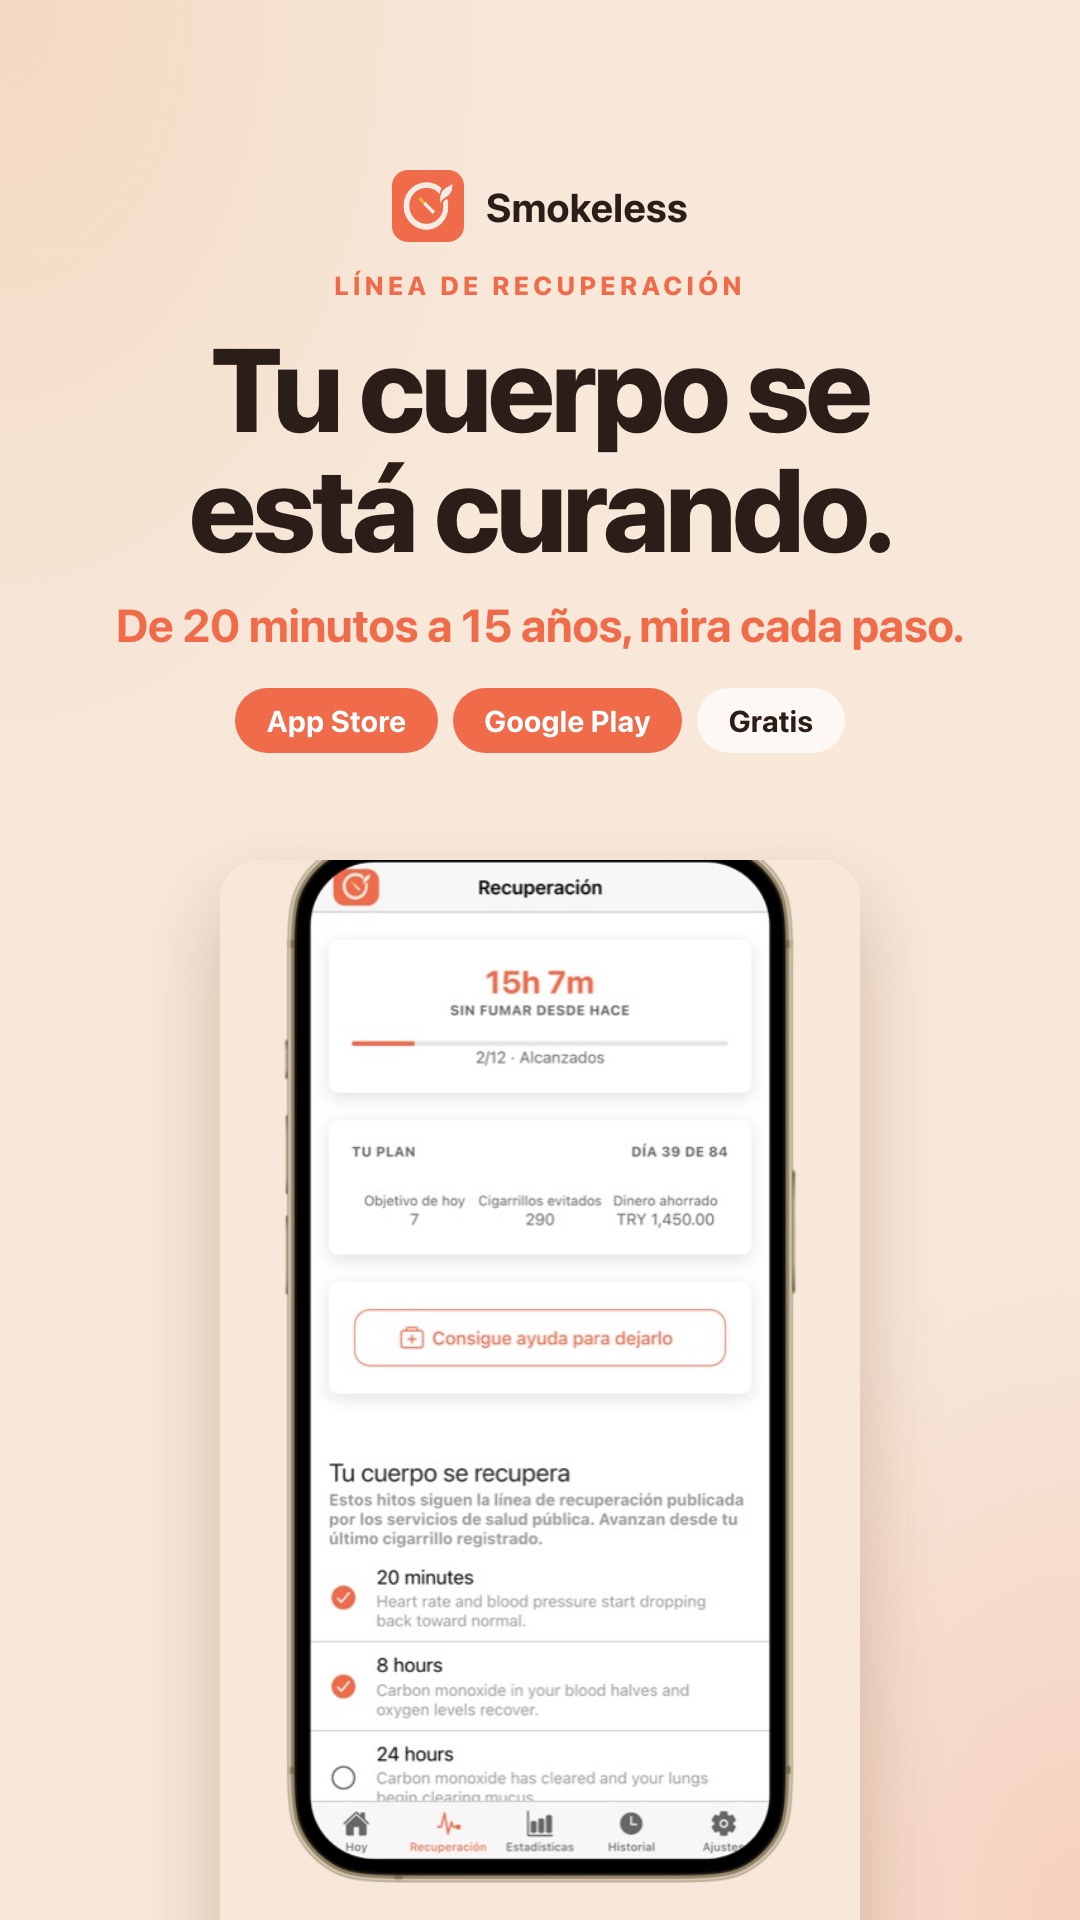 Smokeless
LÍNEA DE RECUPERACIÓN
Tu cuerpo se
está curando.
De 20 minutos a 15 años, mira cada paso.
App Store
Google Play
Gratis
Recuperación
15h 7m
SIN FUMAR DESDE HACE
2/12 · Alcanzados
TU PLAN
DÍA 39 DE 84
Objetivo de hoy
7
Cigarrillos evitados
290
Dinero ahorrado
TRY 1,450.00
Consigue ayuda para dejarlo
Tu cuerpo se recupera
Estos hitos siguen la línea de recuperación publicada
por los servicios de salud pública. Avanzan desde tu
último cigarrillo registrado.
20 minutes
Heart rate and blood pressure start dropping
back toward normal.
8 hours
Carbon monoxide in your blood halves and
oxygen levels recover.
24 hours
Carbon monoxide has cleared and your lungs
begin clearing mucus
Hoy
Recuperación
Estadísticas
Historial
Ajustes